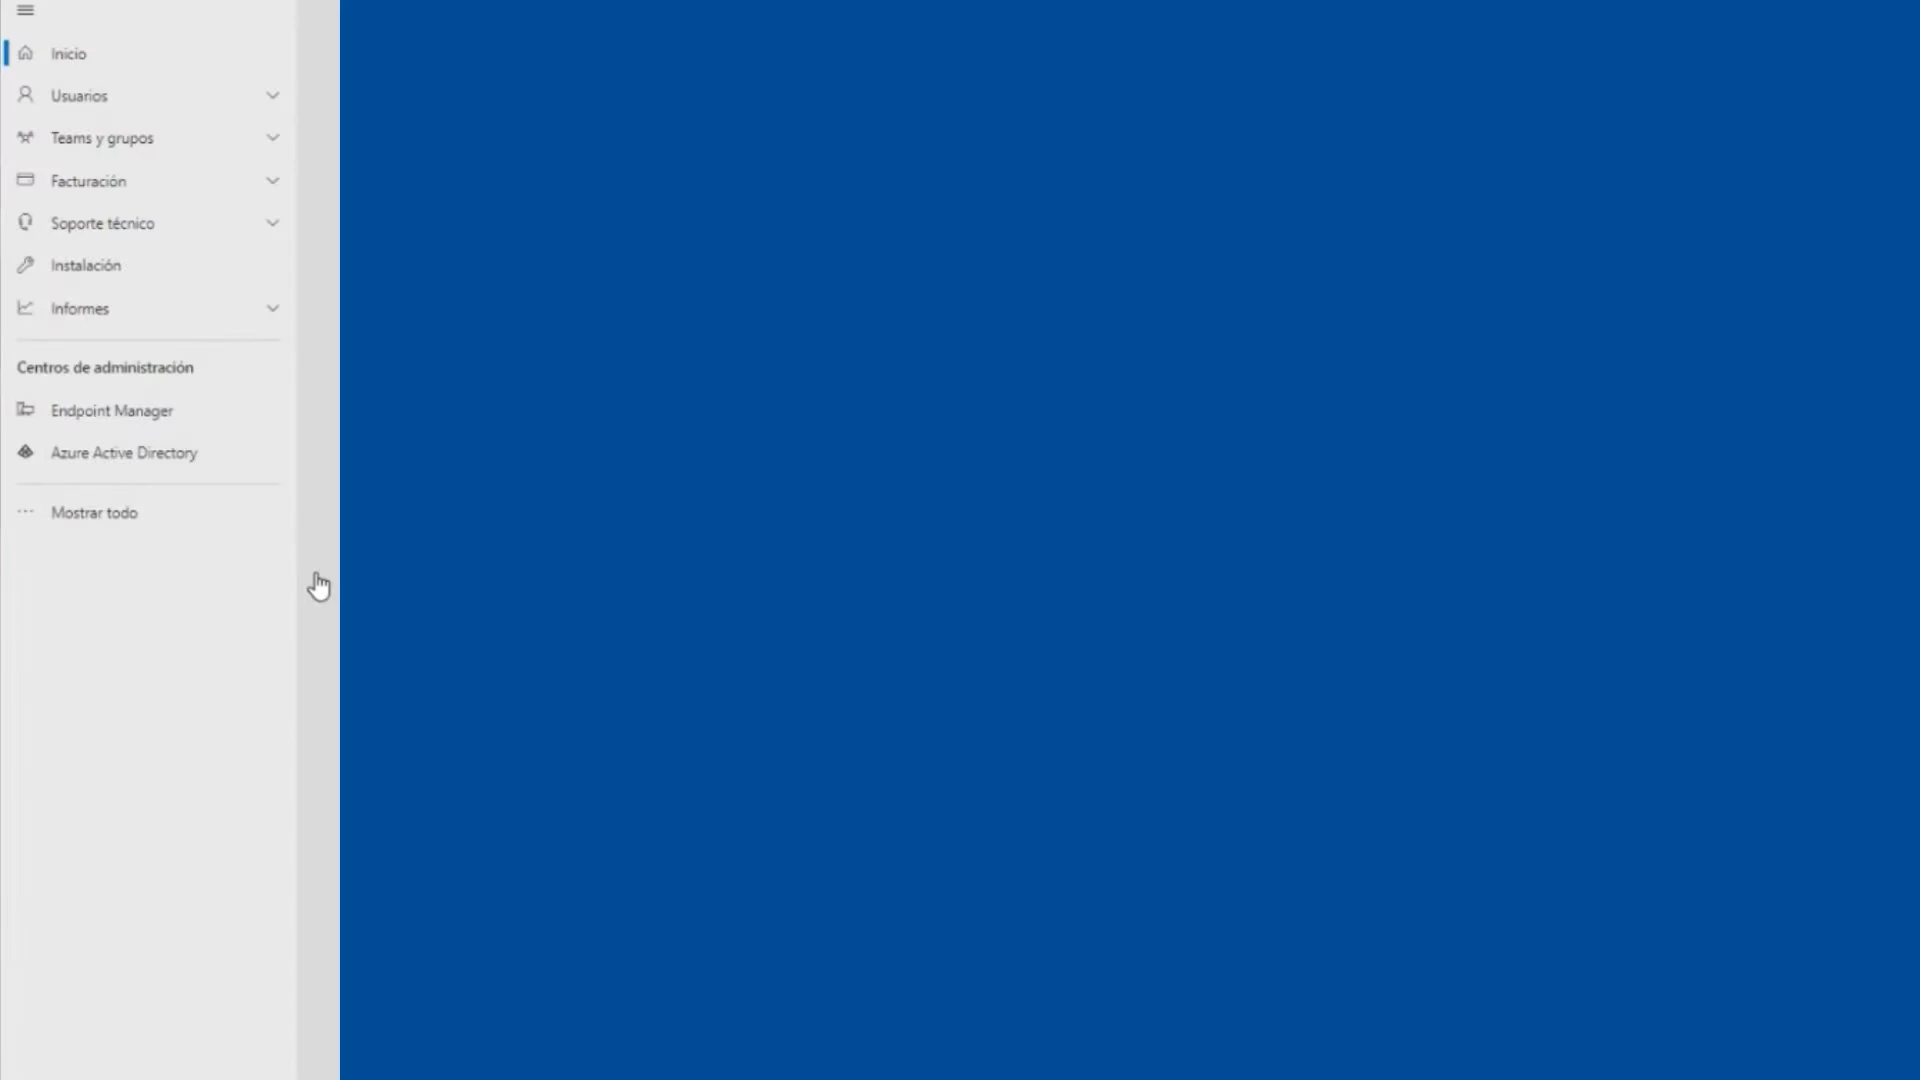 Inicio
Usuarios
Teams y grupos
Facturación
Soporte técnico
Instalación
Informes
Centros de administración
Endpoint Manager
Azure Active Directory
Mostrar todo